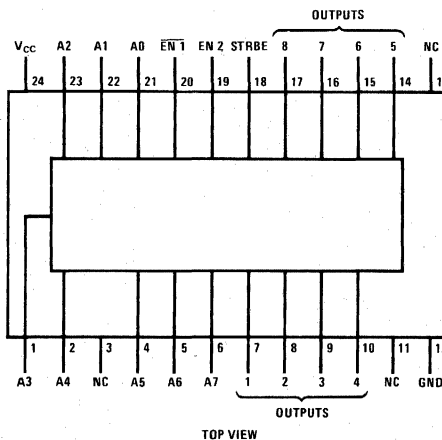 OUTPUTS
VCC A2 A1 A0 EN 1 EN 2 STRBE 8 7 6 5 NC
24 23 22 21 20 19 18 17 16 15 14 1
1 2 3 4 5 6 7 8 9 10 11 1
A3 A4 NC A5 A6 A7 1 2 3 4 NC GND
OUTPUTS
TOP VIEW